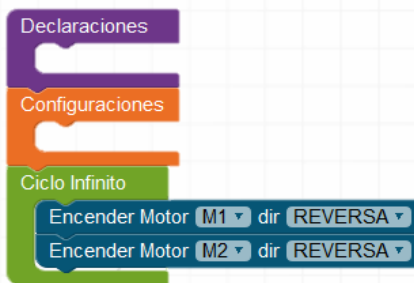 Declaraciones
Configuraciones
Ciclo Infinito
Encender Motor M1 dir REVERSA
Encender Motor M2 dir REVERSA